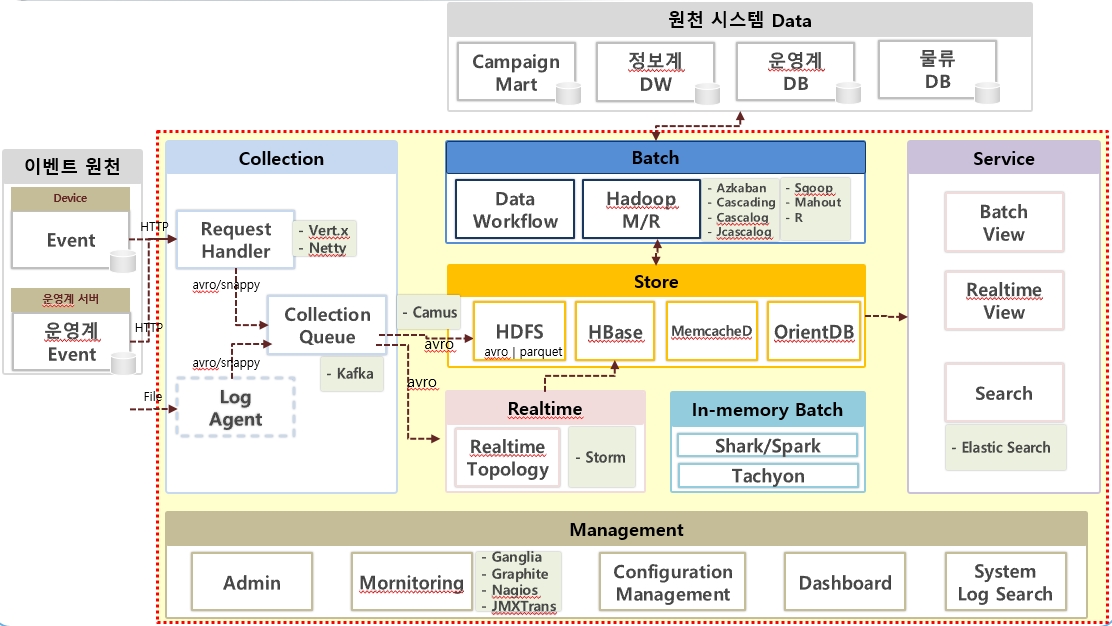 원천 시스템 Data
Campaign
Mart
정보계
DW
운영계
DB
물류
DB
이벤트 원천
Device
Event
운영계 서버
운영계
Event
HTTP
HTTP
File
Collection
Request
Handler
- Vert.x
- Netty
avro/snappy
Collection
Queue
- Kafka
avro/snappy
Log
Agent
- Camus
avro
avro
Batch
Data
Workflow
Hadoop
M/R
- Azkaban
- Cascading
- Cascalog
- Jcascalog
- Sqoop
- Mahout
- R
Store
HDFS
avro | parquet
HBase
MemcacheD
OrientDB
Realtime
Realtime
Topology
- Storm
In-memory Batch
Shark/Spark
Tachyon
Service
Batch
View
Realtime
View
Search
- Elastic Search
Management
Admin
Mornitoring
- Ganglia
- Graphite
- Nagios
- JMXTrans
Configuration
Management
Dashboard
System
Log Search